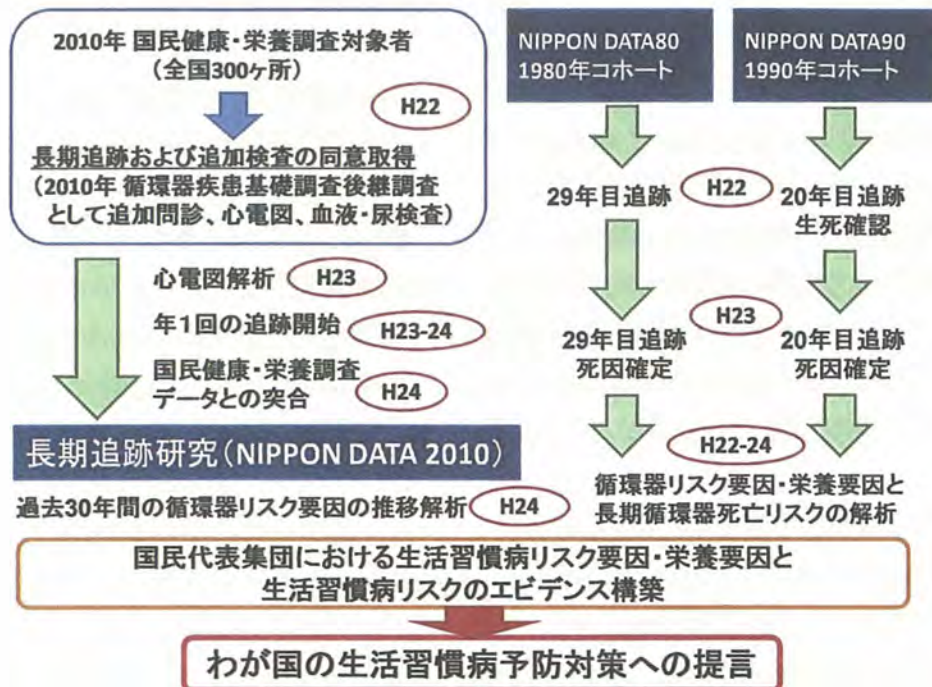 2010年 国民健康・栄養調査対象者
（全国300ヶ所）
H22
長期追跡および追加検査の同意取得
（2010年 循環器疾患基礎調査後継調査
として追加問診、心電図、血液・尿検査）
心電図解析
H23
年1回の追跡開始
H23-24
国民健康・栄養調査
データとの突合
H24
長期追跡研究（NIPPON DATA 2010）
過去30年間の循環器リスク要因の推移解析
H24
NIPPON DATA80
1980年コホート
NIPPON DATA90
1990年コホート
29年目追跡
H22
20年目追跡
生死確認
H23
29年目追跡
死因確定
20年目追跡
死因確定
H22-24
循環器リスク要因・栄養要因と
長期循環器死亡リスクの解析
国民代表集団における生活習慣病リスク要因・栄養要因と
生活習慣病リスクのエビデンス構築
わが国の生活習慣病予防対策への提言